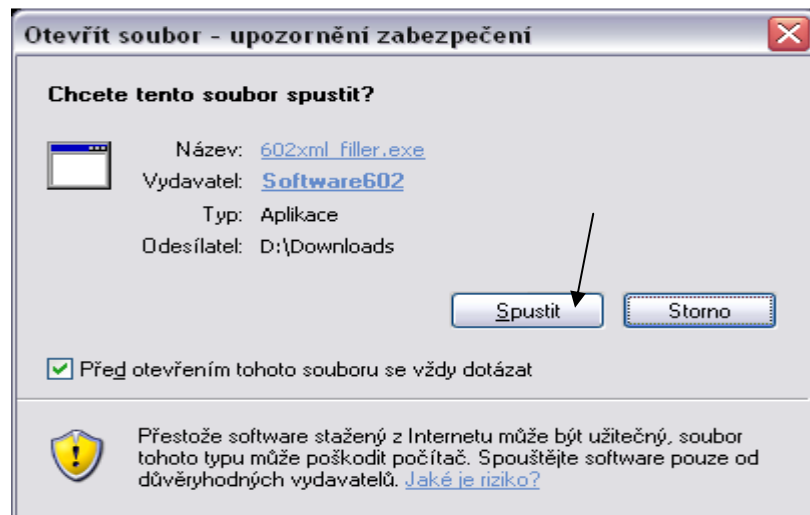 Otevřít soubor - upozornění zabezpečení
Chcete tento soubor spustit?
Název: 602xml_filler.exe
Vydavatel: Software602
Typ: Aplikace
Odesílatel: D:\Downloads
Spustit Storno
Před otevřením tohoto souboru se vždy dotázat
Přestože software stažený z Internetu může být užitečný, soubor
tohoto typu může poškodit počítač. Spouštějte software pouze od
důvěryhodných vydavatelů. Jaké je riziko?